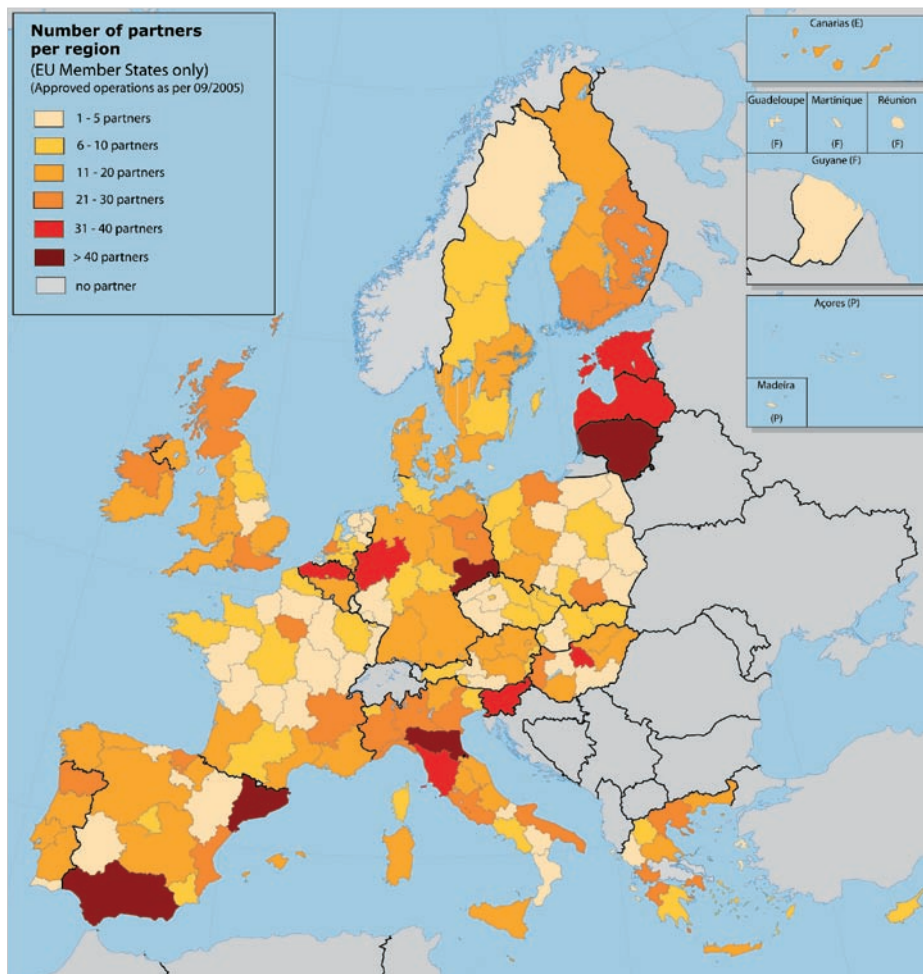 Number of partners
per region
(EU Member States only)
(Approved operations as per 09/2005)
1 - 5 partners
6 - 10 partners
11 - 20 partners
21 - 30 partners
31 - 40 partners
> 40 partners
no partner
Canarias (E)
Guadeloupe
Martinique
Réunion
(F)
(F)
(F)
Guyane (F)
Açores (P)
Madeira
(P)